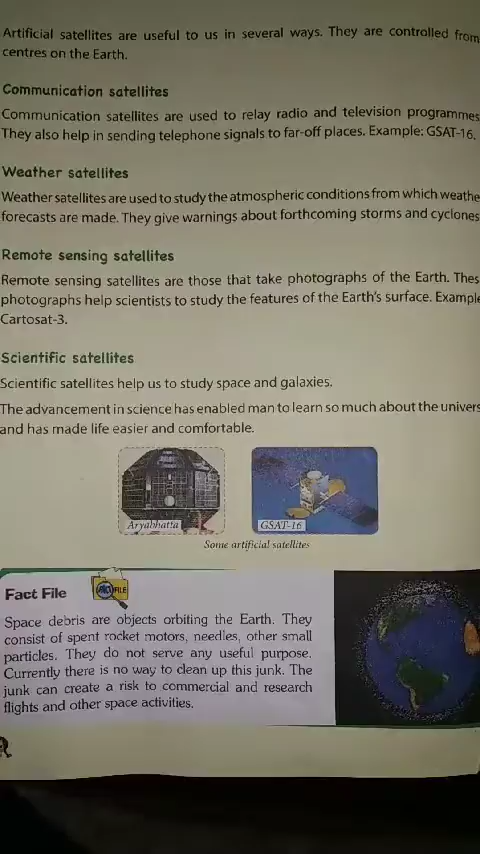 Artificial satellites are useful to us in several ways. They are controlled from
centres on the Earth.
Communication satellites
Communication satellites are used to relay radio and television programmes
They also help in sending telephone signals to far-off places. Example: GSAT-16.
Weather satellites
Weather satellites are used to study the atmospheric conditions from which weathe
forecasts are made. They give warnings about forthcoming storms and cyclones
Remote sensing satellites
Remote sensing satellites are those that take photographs of the Earth. Thes
photographs help scientists to study the features of the Earth's surface. Example
Cartosat-3.
Scientific satellites
Scientific satellites help us to study space and galaxies.
The advancement in science has enabled man to learn so much about the univers
and has made life easier and comfortable.
Aryabhatta
GSAT-16
Some artificial satellites
Fact File
FILE
Space debris are objects orbiting the Earth. They
consist of spent rocket motors, needles, other small
particles. They do not serve any useful purpose.
Currently there is no way to clean up this junk. The
junk can create a risk to commercial and research
flights and other space activities.